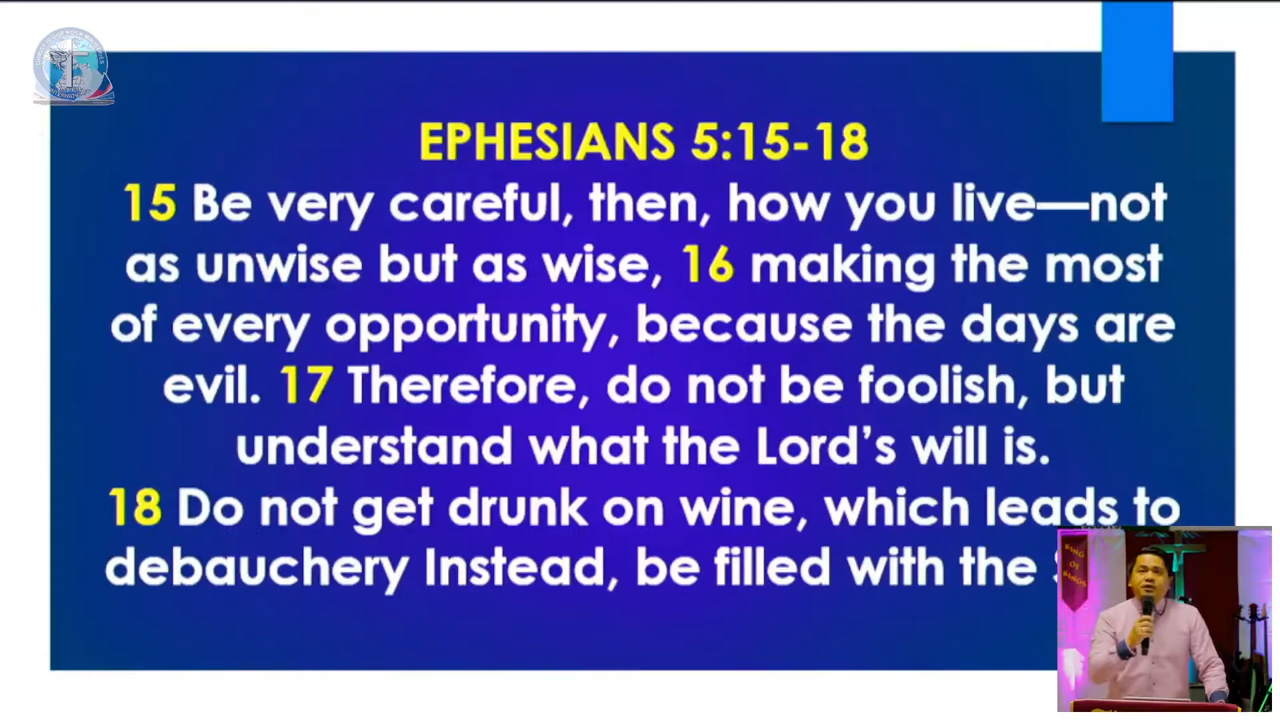 EPHESIANS 5:15-18
15 Be very careful, then, how you live—not
as unwise but as wise, 16 making the most
of every opportunity, because the days are
evil. 17 Therefore, do not be foolish, but
understand what the Lord’s will is.
18 Do not get drunk on wine, which leads to
debauchery Instead, be filled with the
KING
OF
KINGS